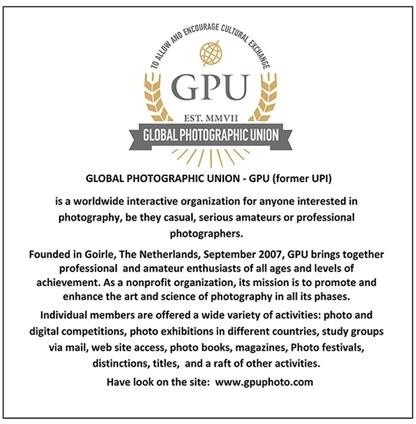 TO ALLOW AND ENCOURAGE CULTURAL EXCHANGE
GPU
EST. MMVII
GLOBAL PHOTOGRAPHIC UNION
GLOBAL PHOTOGRAPHIC UNION - GPU (former UPI)
is a worldwide interactive organization for anyone interested in
photography, be they casual, serious amateurs or professional
photographers.
Founded in Goirle, The Netherlands, September 2007, GPU brings together
professional and amateur enthusiasts of all ages and levels of
achievement. As a nonprofit organization, its mission is to promote and
enhance the art and science of photography in all its phases.
Individual members are offered a wide variety of activities: photo and
digital competitions, photo exhibitions in different countries, study groups
via mail, web site access, photo books, magazines, Photo festivals,
distinctions, titles, and a raft of other activities.
Have look on the site: www.gpuphoto.com